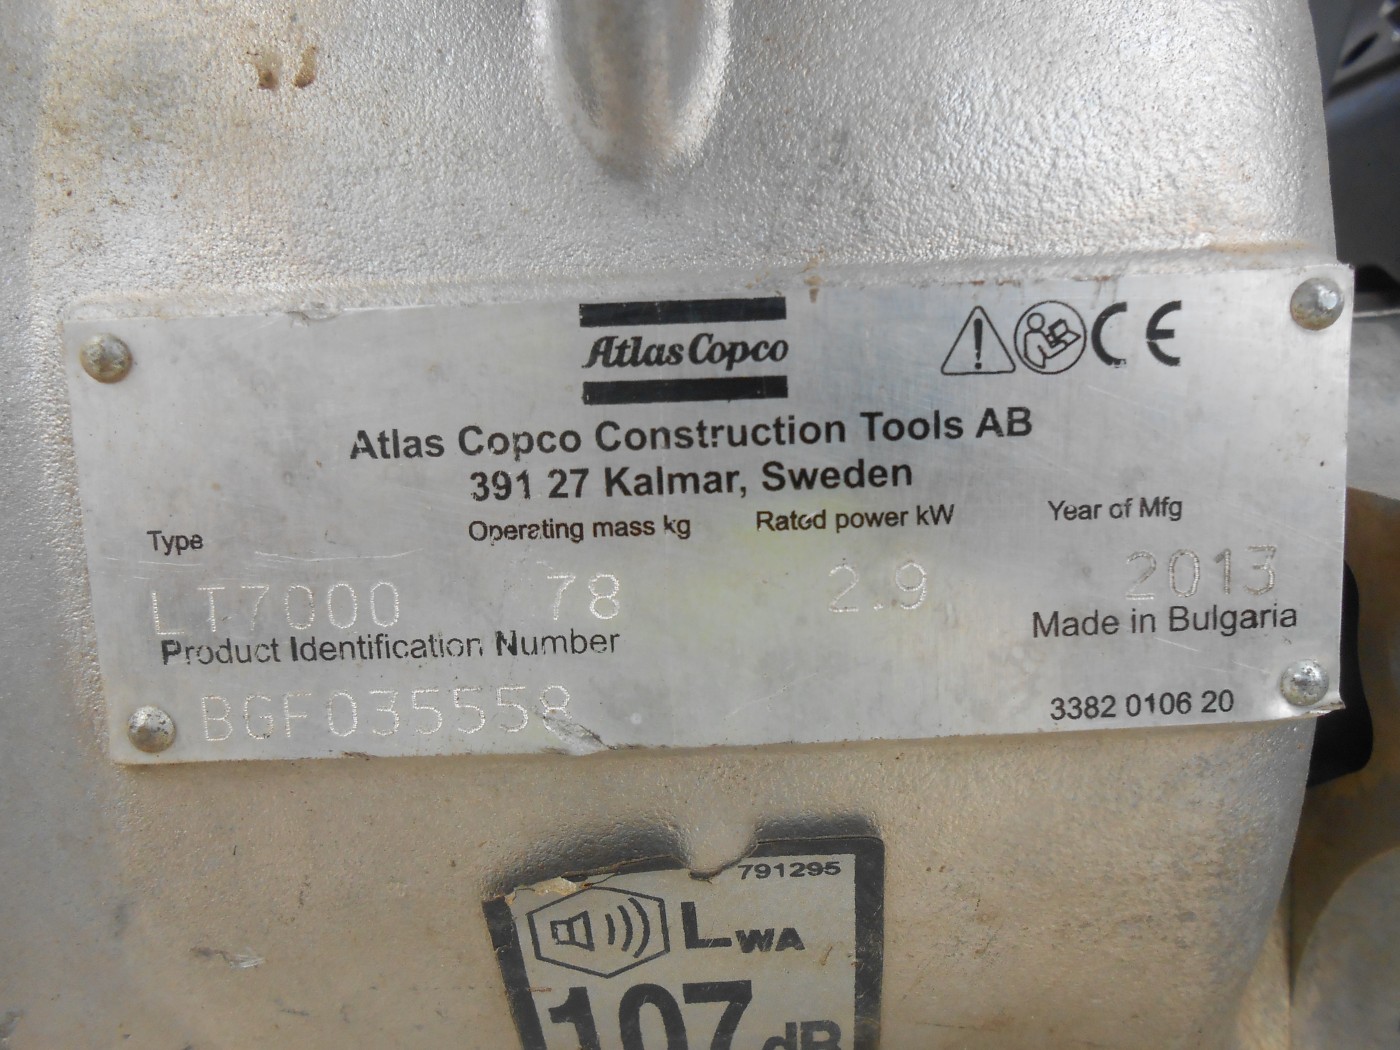 Atlas Copco
CE
Atlas Copco Construction Tools AB
391 27 Kalmar, Sweden
Type Operating mass kg Rated power kW Year of Mfg
LT7000 78 2.9 2013
Product Identification Number Made in Bulgaria
BGF035558 3382 0106 20
791295
LWA
107 dB